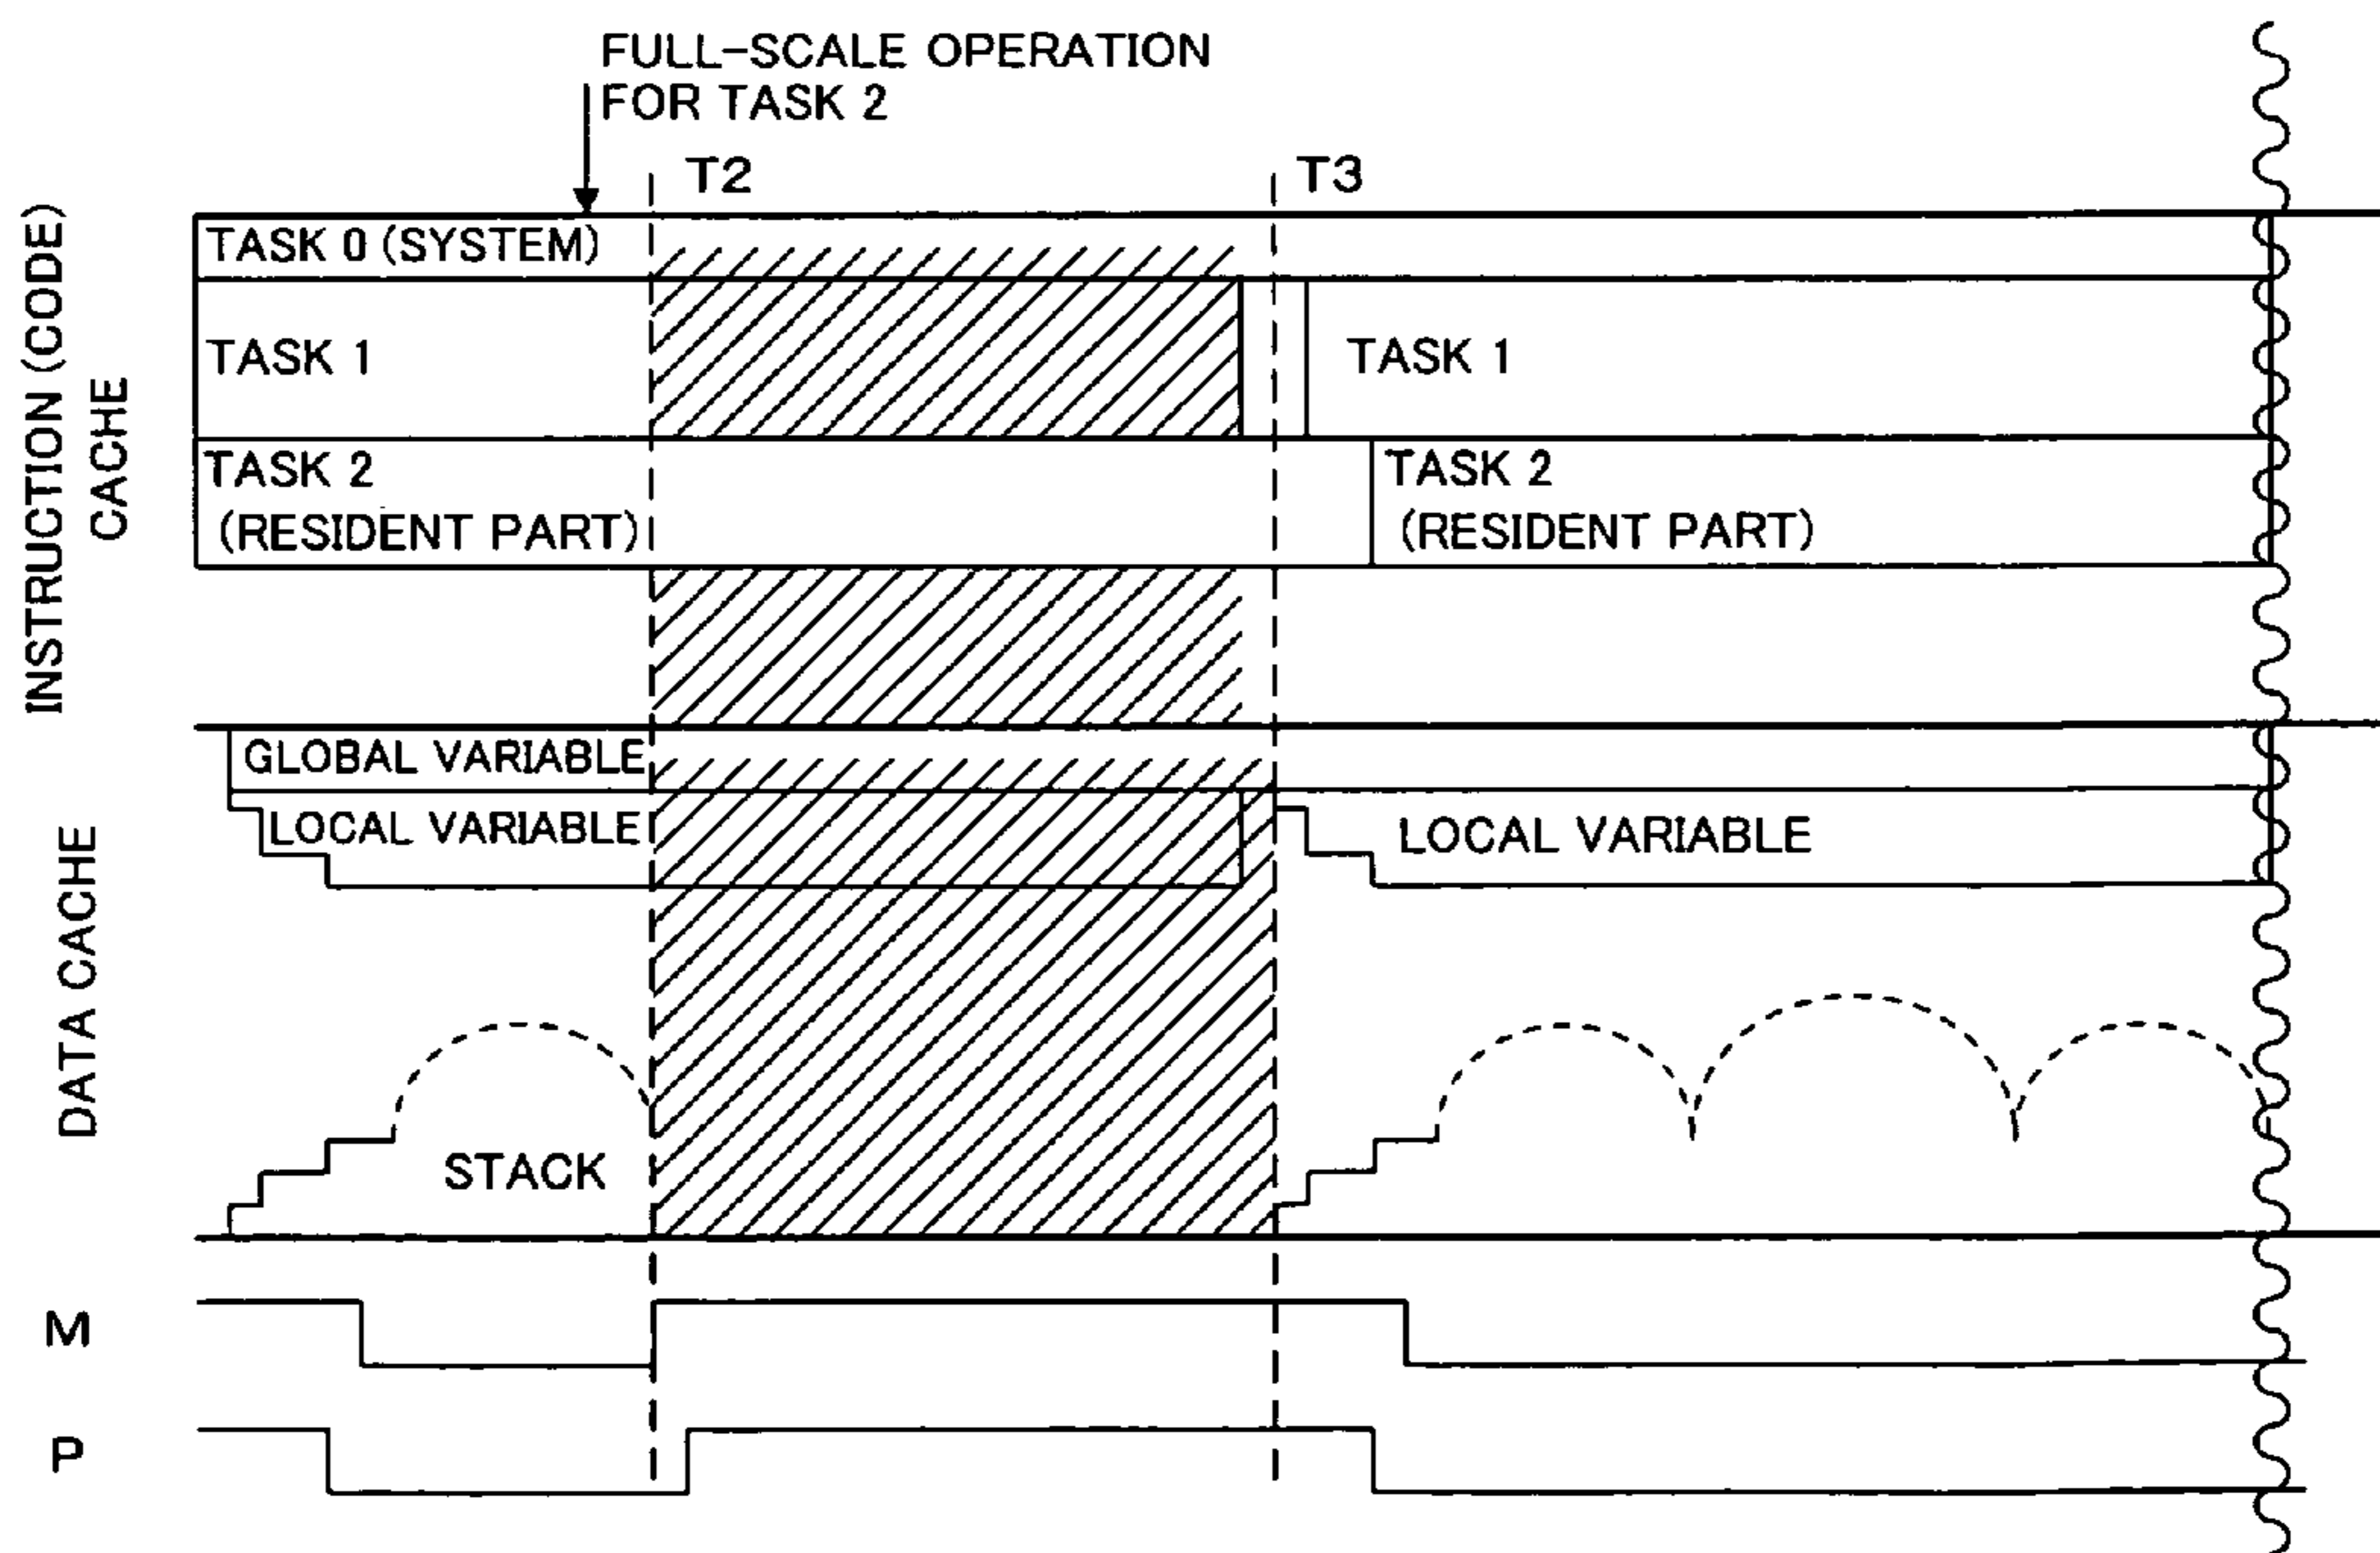 FULL-SCALE OPERATION
FOR TASK 2
T2
T3
INSTRUCTION (CODE)
CACHE
TASK 0 (SYSTEM)
TASK 1
TASK 1
TASK 2
(RESIDENT PART)
TASK 2
(RESIDENT PART)
DATA CACHE
GLOBAL VARIABLE
LOCAL VARIABLE
LOCAL VARIABLE
STACK
M
P